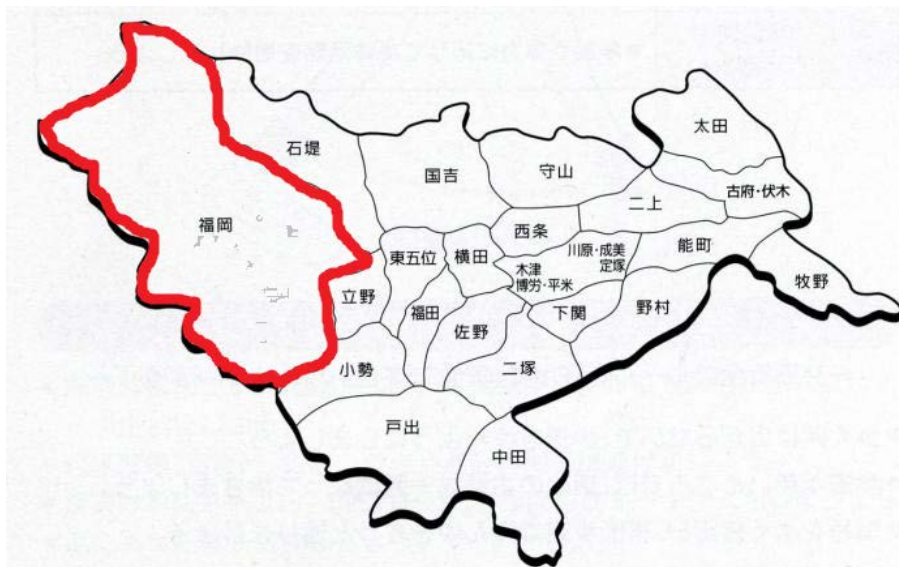 太田
石堤
国吉
守山
古府・伏木
二上
福岡
西条
東五位
横田
川原・成美
定塚
能町
木津
博労・平米
牧野
立野
福田
佐野
下関
野村
小勢
二塚
戸出
中田